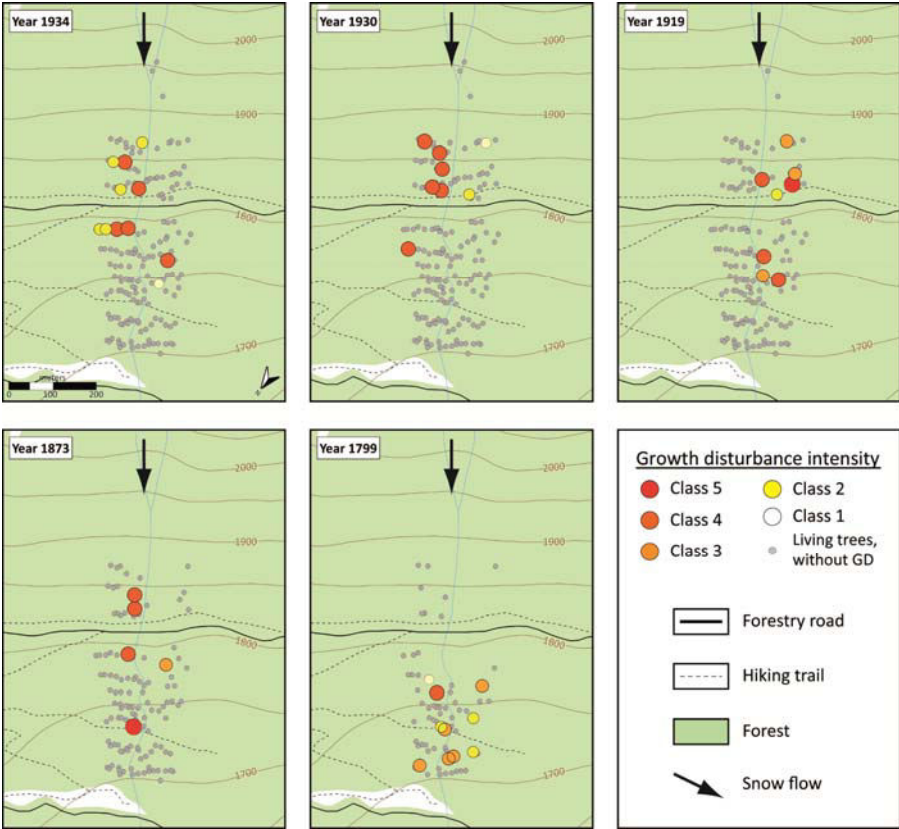 Year 1934
2000
1900
1800
1700
meters
0 100 200
Year 1930
2000
1900
1800
1700
Year 1919
2000
1900
1800
1700
Year 1873
2000
1900
1800
1700
Year 1799
2000
1900
1800
1700
Growth disturbance intensity
Class 5
Class 2
Class 4
Class 1
Class 3
Living trees,
without GD
Forestry road
Hiking trail
Forest
Snow flow